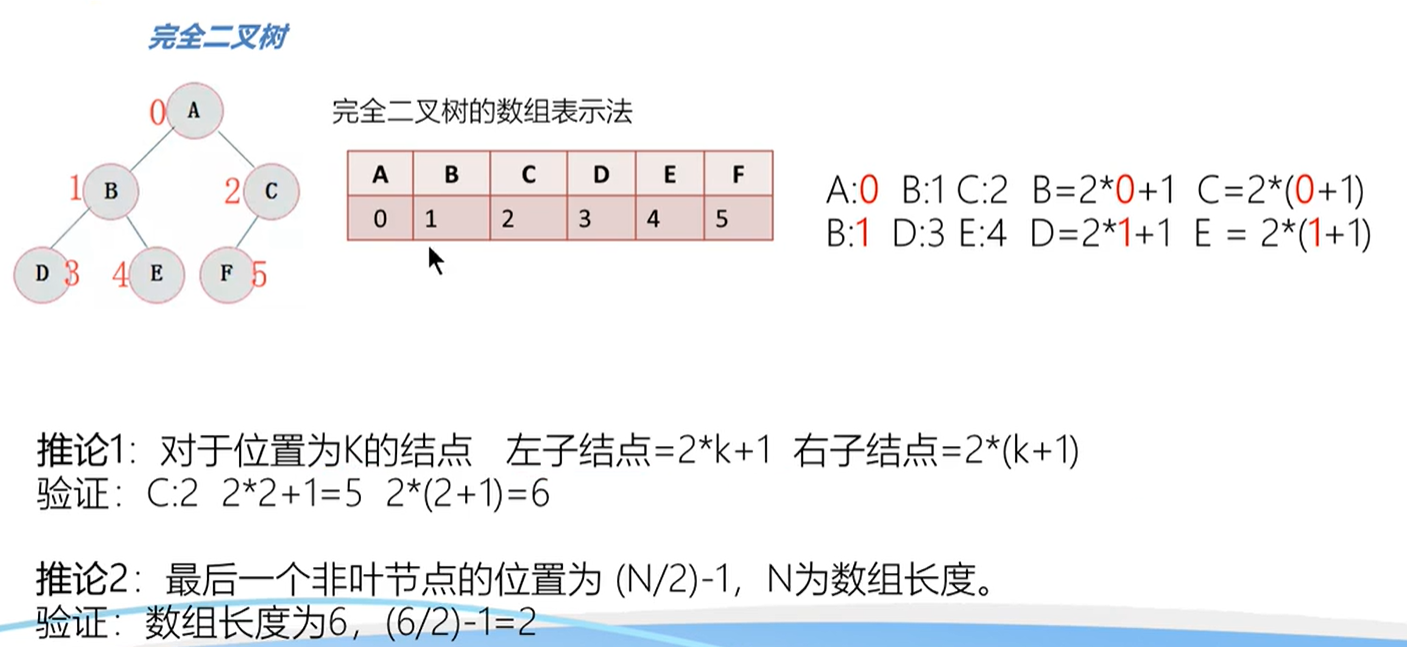 完全二叉树
0 A
1 B 2 C
D 3 4 E F 5
完全二叉树的数组表示法
A B C D E F
0 1 2 3 4 5
A:0 B:1 C:2 B=2*0+1 C=2*(0+1)
B:1 D:3 E:4 D=2*1+1 E = 2*(1+1)
推论1：对于位置为K的结点 左子结点=2*k+1 右子结点=2*(k+1)
验证：C:2 2*2+1=5 2*(2+1)=6
推论2：最后一个非叶节点的位置为 (N/2)-1，N为数组长度。
验证：数组长度为6，(6/2)-1=2